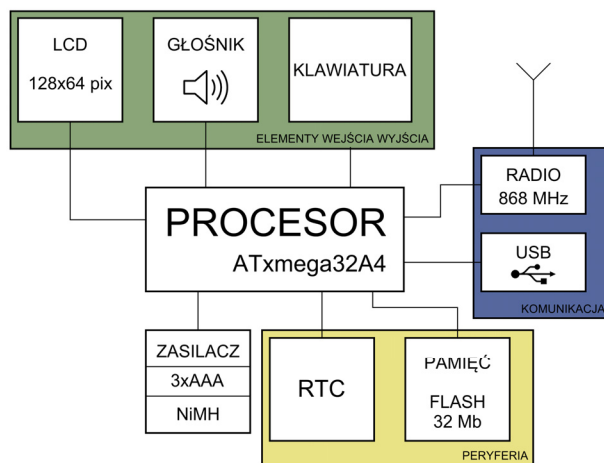 LCD
128x64 pix
GŁOŚNIK
KLAWIATURA
ELEMENTY WEJŚCIA WYJŚCIA
RADIO
868 MHz
USB
KOMUNIKACJA
PROCESOR
ATxmega32A4
ZASILACZ
3xAAA
NiMH
RTC
PAMIĘĆ
FLASH
32 Mb
PERYFERIA